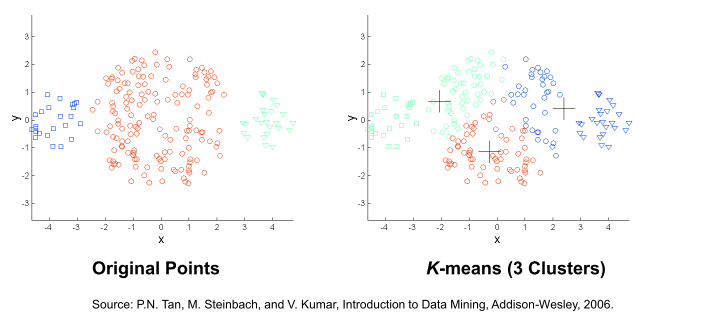 3
2
1
0
-1
-2
-3
y
-4 -3 -2 -1 0 1 2 3 4
x
Original Points
3
2
1
0
-1
-2
-3
y
-4 -3 -2 -1 0 1 2 3 4
x
K-means (3 Clusters)
Source: P.N. Tan, M. Steinbach, and V. Kumar, Introduction to Data Mining, Addison-Wesley, 2006.